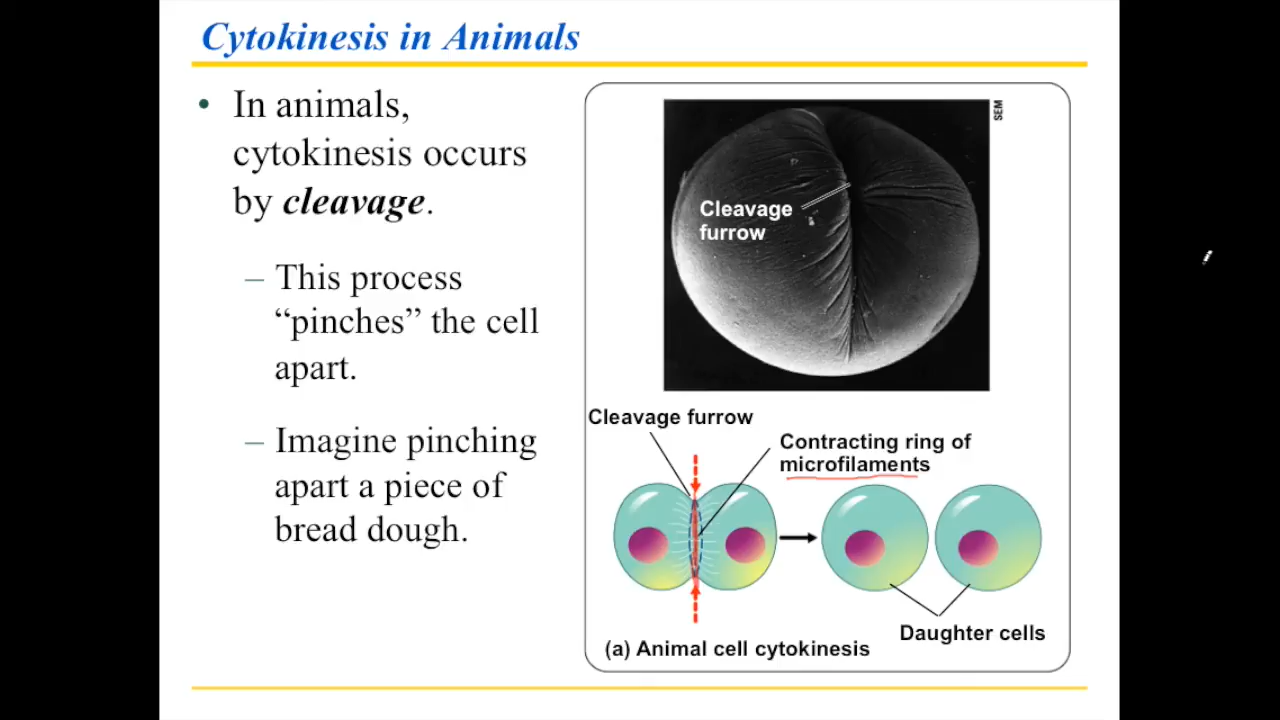 Cytokinesis in Animals
• In animals,
cytokinesis occurs
by cleavage.
– This process
“pinches” the cell
apart.
– Imagine pinching
apart a piece of
bread dough.
SEM
Cleavage
furrow
Cleavage furrow
Contracting ring of
microfilaments
Daughter cells
(a) Animal cell cytokinesis